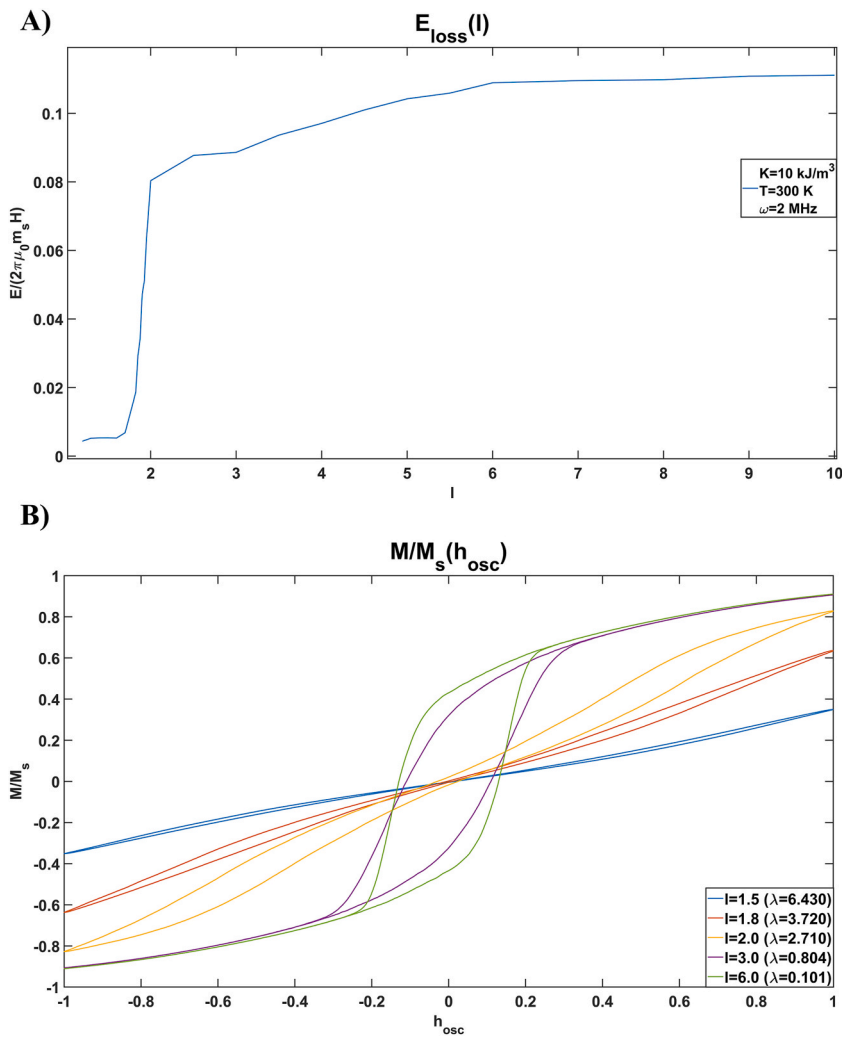 A)
E_loss(l)
E/(2πμ₀mₛH)
0.1
0.08
0.06
0.04
0.02
0
2 3 4 5 6 7 8 9 10
l
K=10 kJ/m³
T=300 K
ω=2 MHz
B)
M/Mₛ(h_osc)
M/Mₛ
1
0.8
0.6
0.4
0.2
0
-0.2
-0.4
-0.6
-0.8
-1
-1 -0.8 -0.6 -0.4 -0.2 0 0.2 0.4 0.6 0.8 1
h_osc
l=1.5 (λ=6.430)
l=1.8 (λ=3.720)
l=2.0 (λ=2.710)
l=3.0 (λ=0.804)
l=6.0 (λ=0.101)